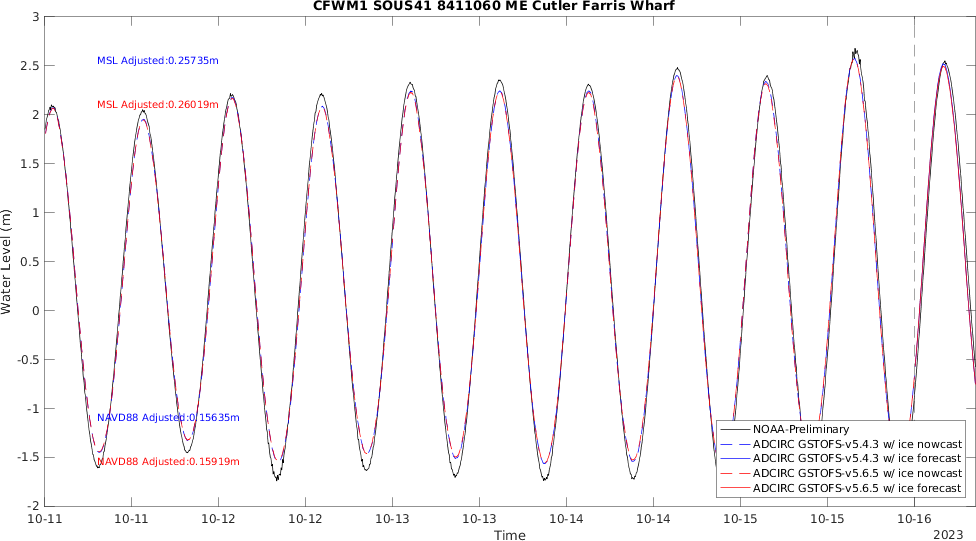 CFWM1 SOUS41 8411060 ME Cutler Farris Wharf
3
2.5
2
1.5
1
0.5
0
-0.5
-1
-1.5
-2
Water Level (m)
MSL Adjusted:0.25735m
MSL Adjusted:0.26019m
NAVD88 Adjusted:0.15635m
NAVD88 Adjusted:0.15919m
NOAA-Preliminary
ADCIRC GSTOFS-v5.4.3 w/ ice nowcast
ADCIRC GSTOFS-v5.4.3 w/ ice forecast
ADCIRC GSTOFS-v5.6.5 w/ ice nowcast
ADCIRC GSTOFS-v5.6.5 w/ ice forecast
10-11 10-11 10-12 10-12 10-13 10-13 10-14 10-14 10-15 10-15 10-16
Time
2023